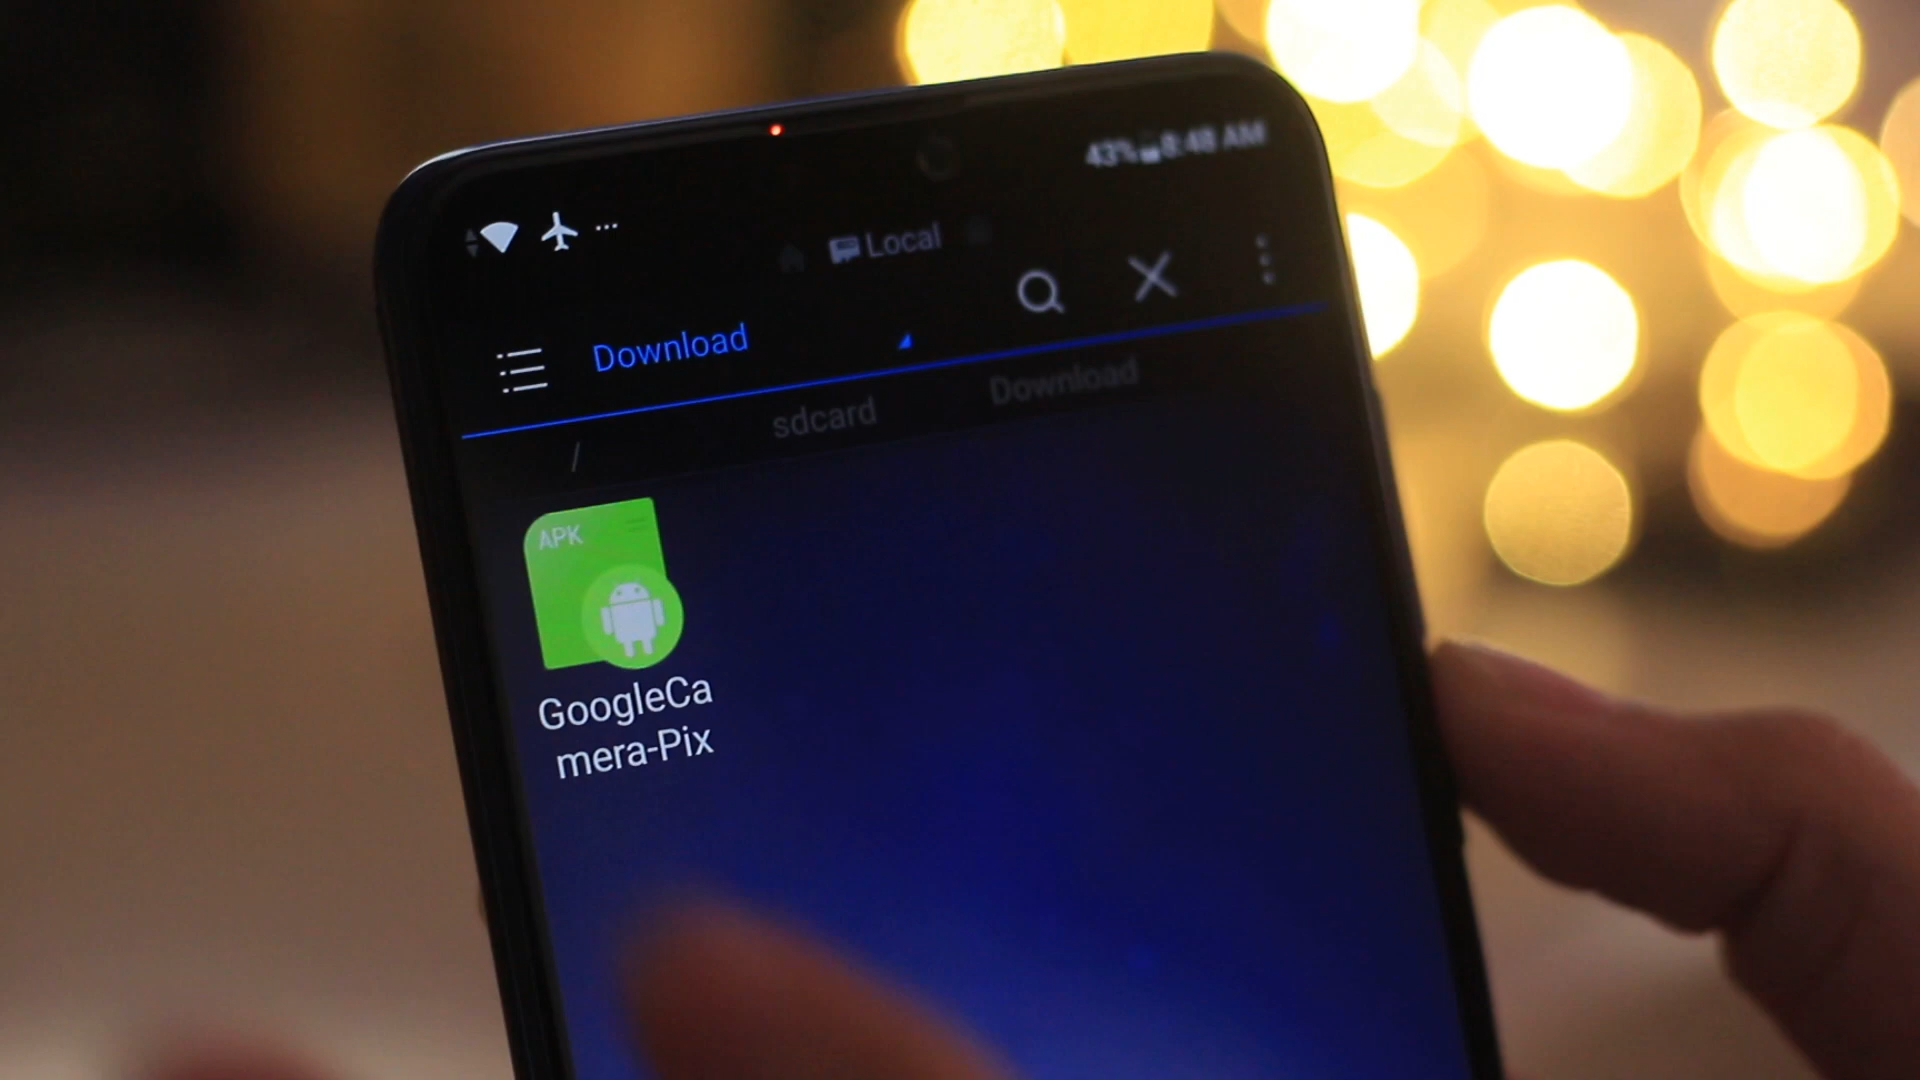 43% 8:48 AM
...
Local
Download
/ sdcard Download
APK
GoogleCa
mera-Pix